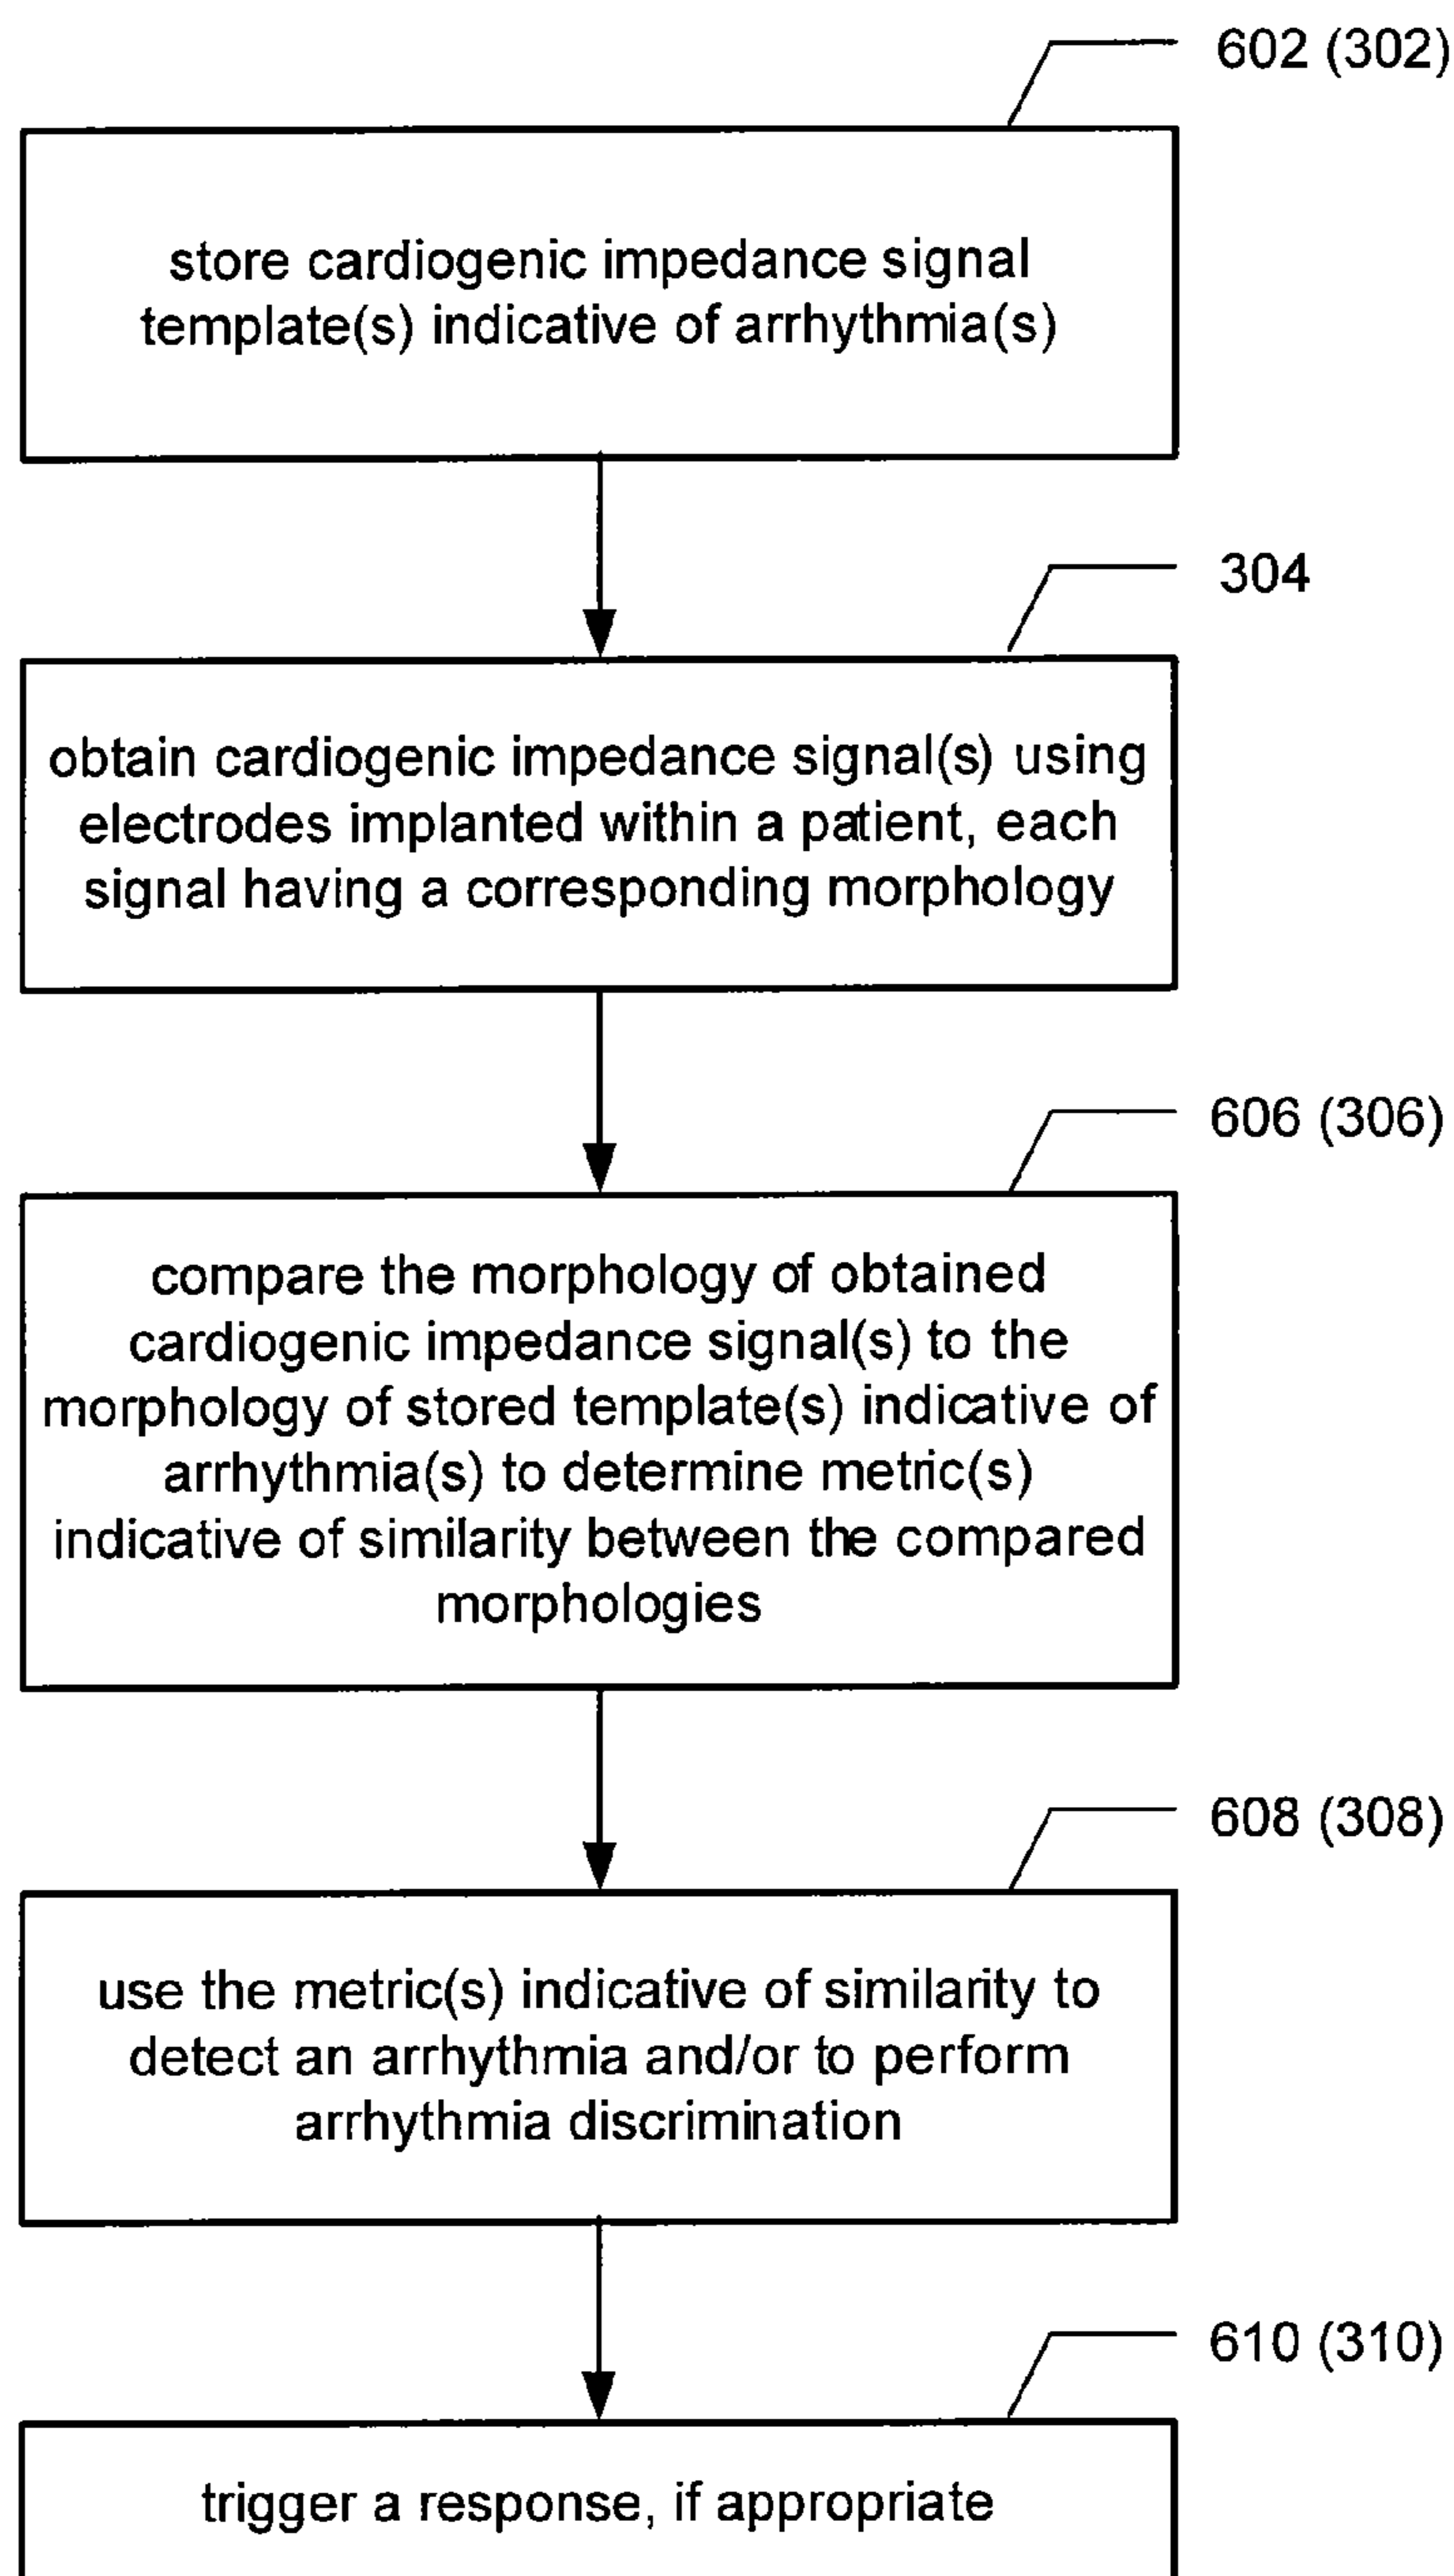 602 (302)
store cardiogenic impedance signal
template(s) indicative of arrhythmia(s)
304
obtain cardiogenic impedance signal(s) using
electrodes implanted within a patient, each
signal having a corresponding morphology
606 (306)
compare the morphology of obtained
cardiogenic impedance signal(s) to the
morphology of stored template(s) indicative of
arrhythmia(s) to determine metric(s)
indicative of similarity between the compared
morphologies
608 (308)
use the metric(s) indicative of similarity to
detect an arrhythmia and/or to perform
arrhythmia discrimination
610 (310)
trigger a response, if appropriate